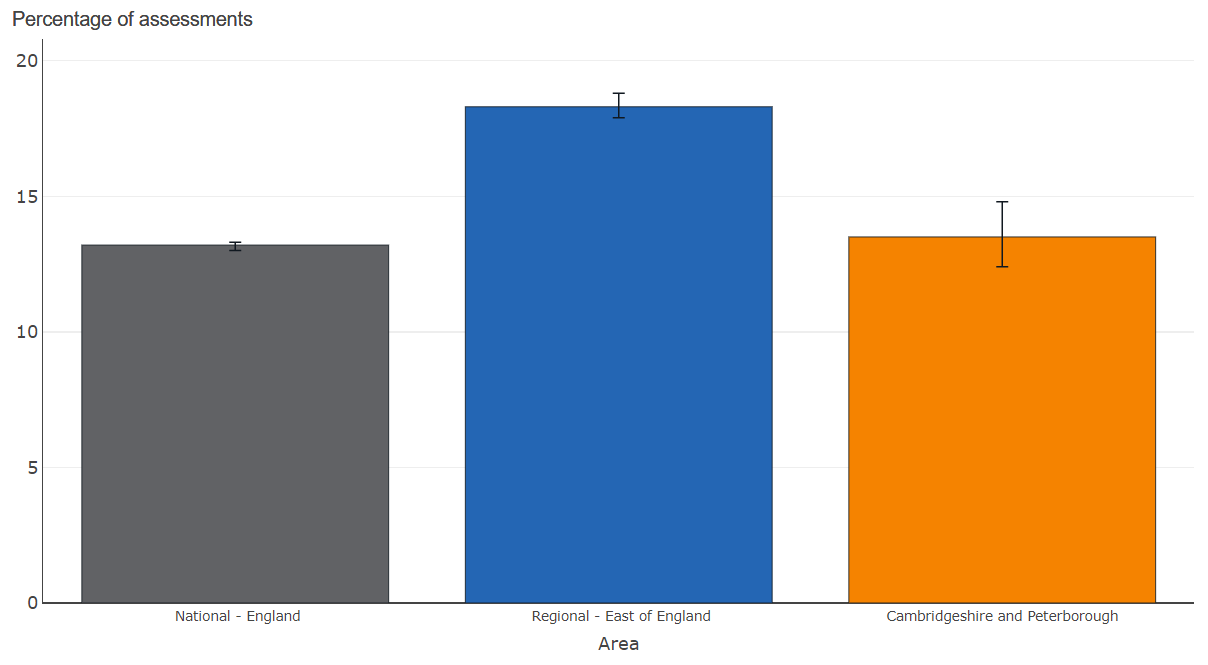 Percentage of assessments
20
15
10
5
0
National - England
Regional - East of England
Cambridgeshire and Peterborough
Area